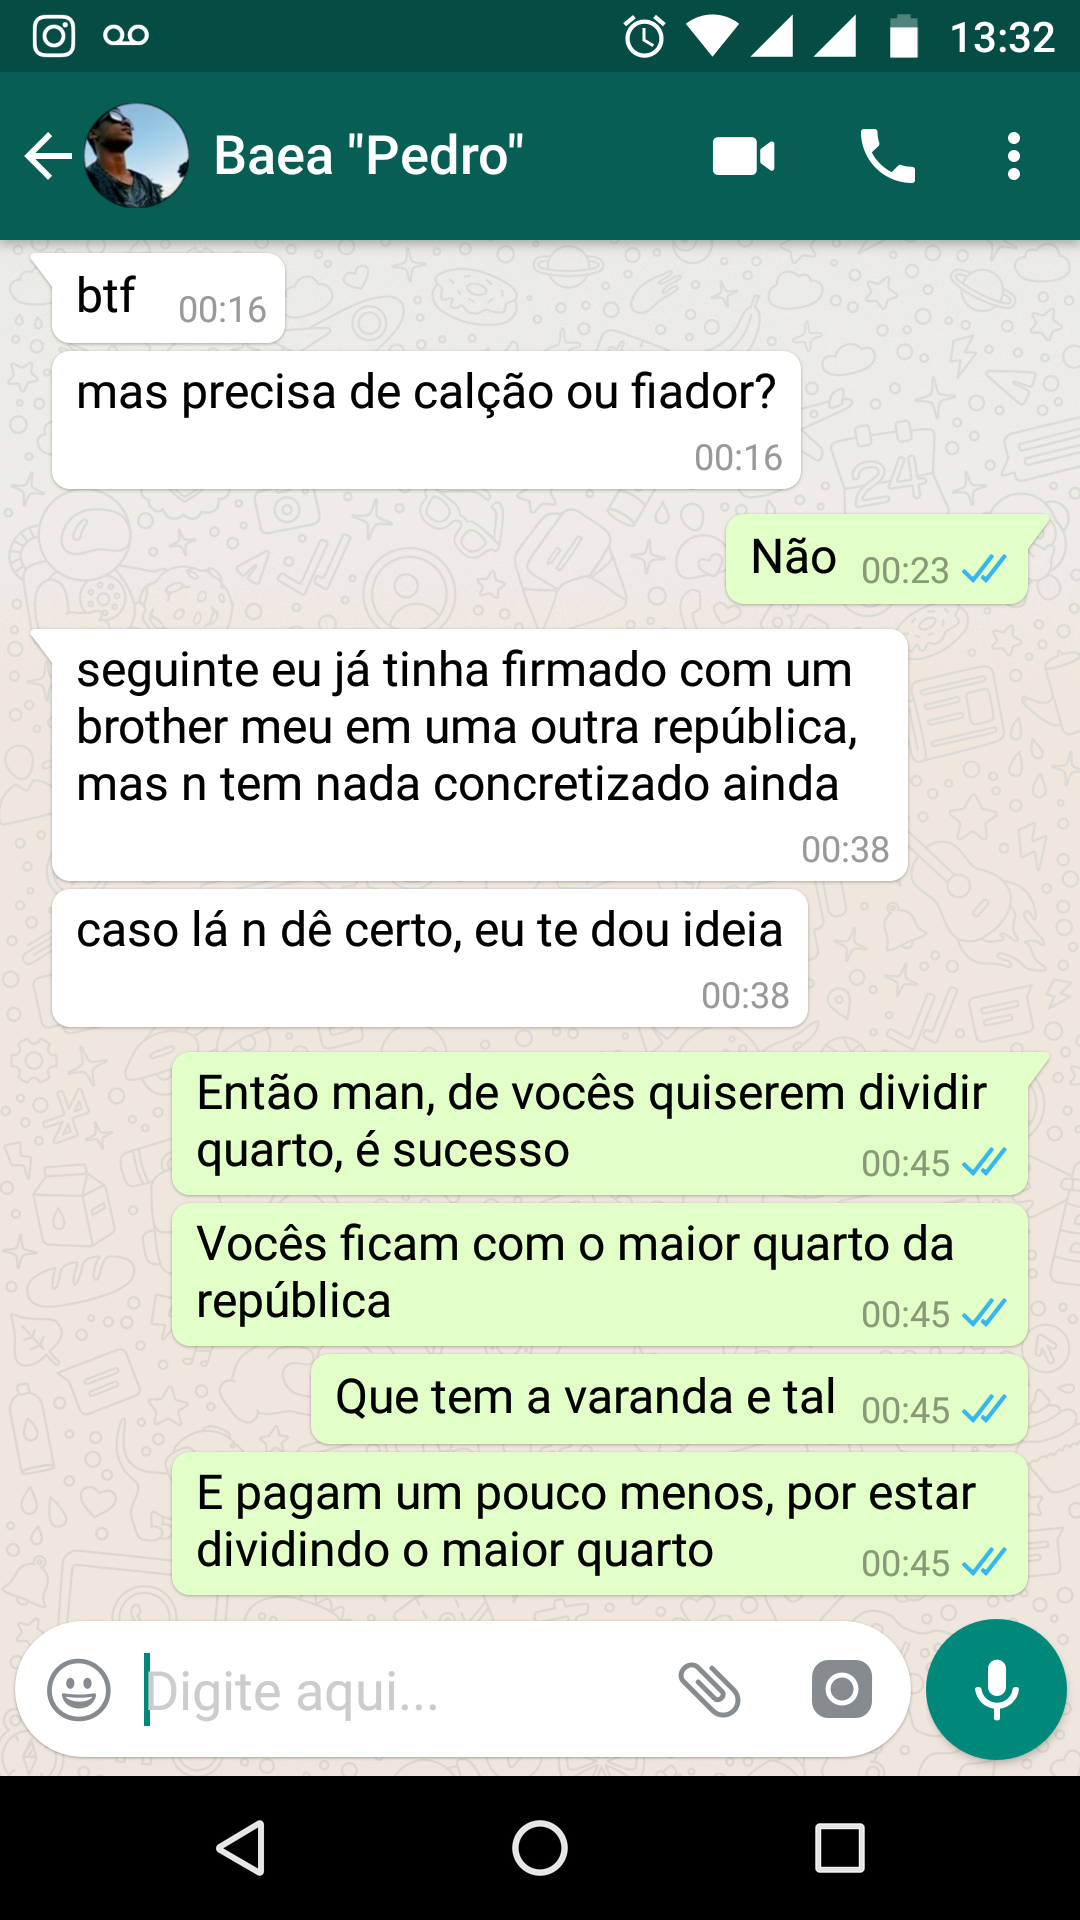 13:32
Baea "Pedro"
btf 00:16
mas precisa de calção ou fiador?
00:16
Não 00:23
seguinte eu já tinha firmado com um
brother meu em uma outra república,
mas n tem nada concretizado ainda
00:38
caso lá n dê certo, eu te dou ideia
00:38
Então man, de vocês quiserem dividir
quarto, é sucesso 00:45
Vocês ficam com o maior quarto da
república 00:45
Que tem a varanda e tal 00:45
E pagam um pouco menos, por estar
dividindo o maior quarto 00:45
Digite aqui...